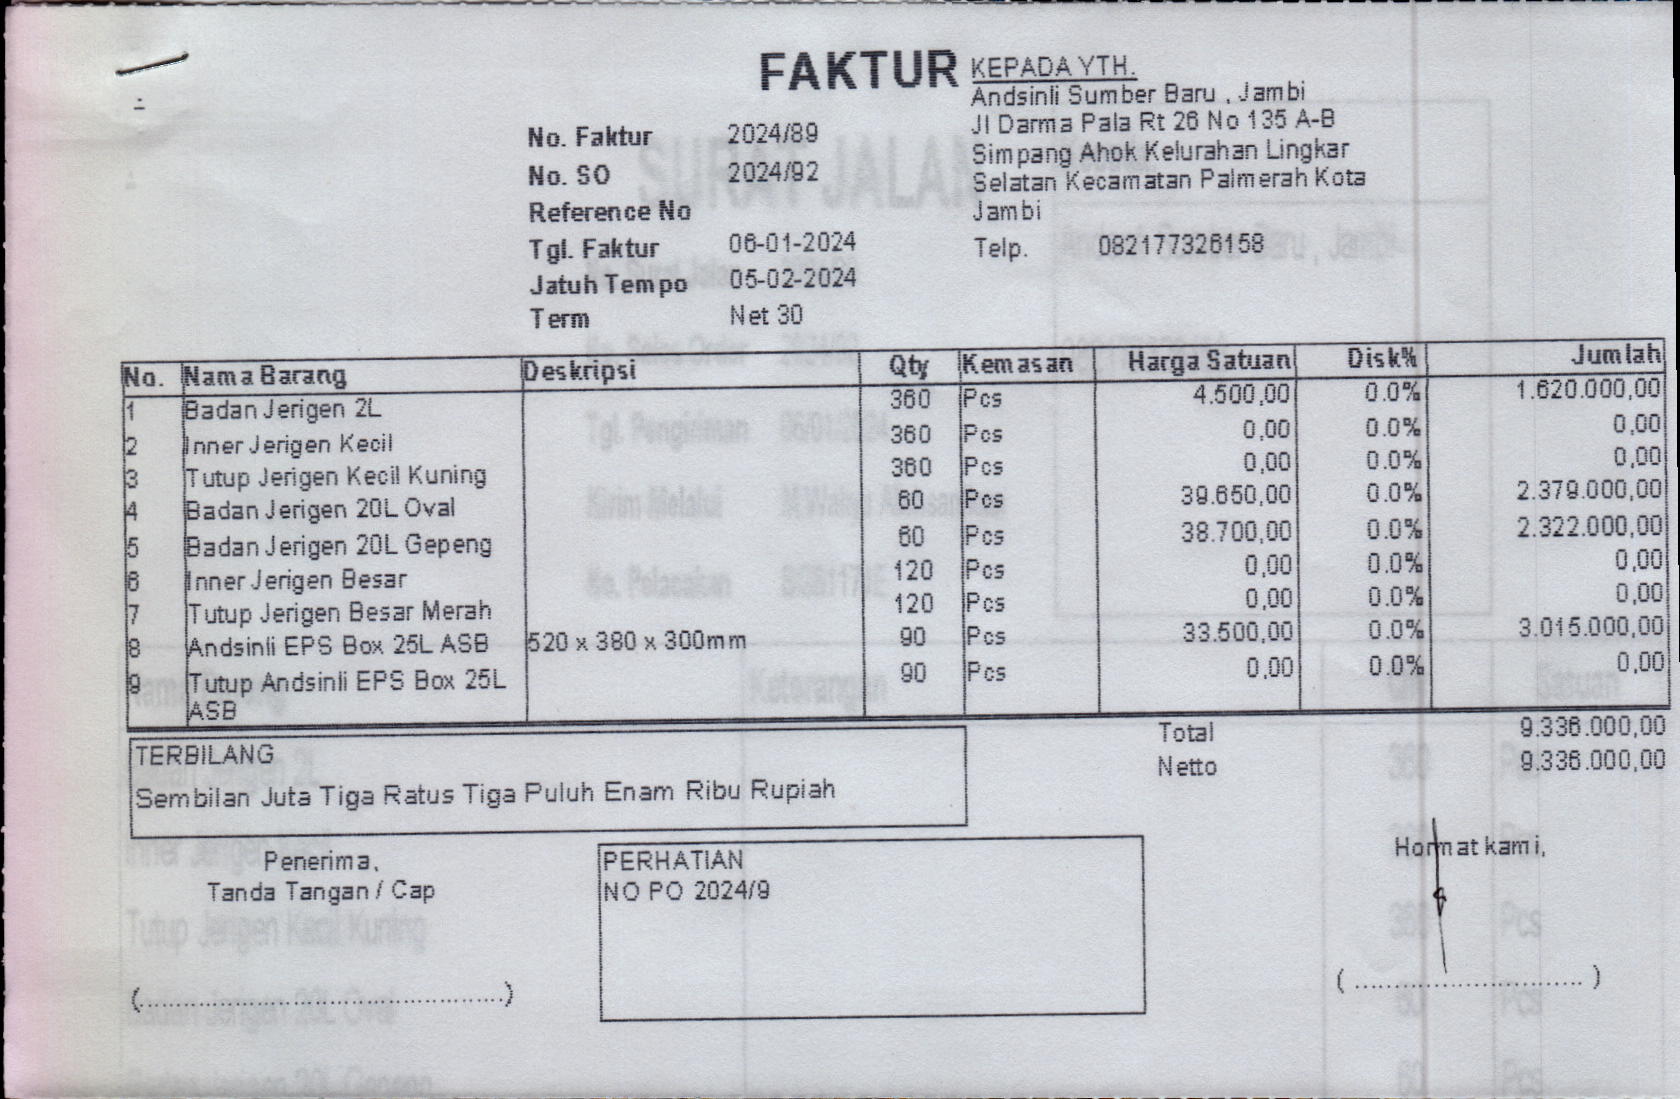 FAKTUR
KEPADA YTH.
Andsinli Sumber Baru , Jambi
Jl Darma Pala Rt 26 No 135 A-B
Simpang Ahok Kelurahan Lingkar
Selatan Kecamatan Palmerah Kota
Jambi
Telp. 082177326158
No. Faktur 2024/89
No. SO 2024/92
Reference No
Tgl. Faktur 06-01-2024
Jatuh Tempo 05-02-2024
Term Net 30
No. Nama Barang Deskripsi Qty Kemasan Harga Satuan Disk% Jumlah
1 Badan Jerigen 2L 360 Pcs 4.500,00 0.0% 1.620.000,00
2 Inner Jerigen Kecil 360 Pcs 0,00 0.0% 0,00
3 Tutup Jerigen Kecil Kuning 360 Pcs 0,00 0.0% 0,00
4 Badan Jerigen 20L Oval 60 Pcs 39.650,00 0.0% 2.379.000,00
5 Badan Jerigen 20L Gepeng 60 Pcs 38.700,00 0.0% 2.322.000,00
6 Inner Jerigen Besar 120 Pcs 0,00 0.0% 0,00
7 Tutup Jerigen Besar Merah 120 Pcs 0,00 0.0% 0,00
8 Andsinli EPS Box 25L ASB 520 x 380 x 300mm 90 Pcs 33.500,00 0.0% 3.015.000,00
9 Tutup Andsinli EPS Box 25L 90 Pcs 0,00 0.0% 0,00
ASB
Total 9.336.000,00
Netto 9.336.000,00
TERBILANG
Sembilan Juta Tiga Ratus Tiga Puluh Enam Ribu Rupiah
Penerima,
Tanda Tangan / Cap
PERHATIAN
NO PO 2024/9
Hormat kami,